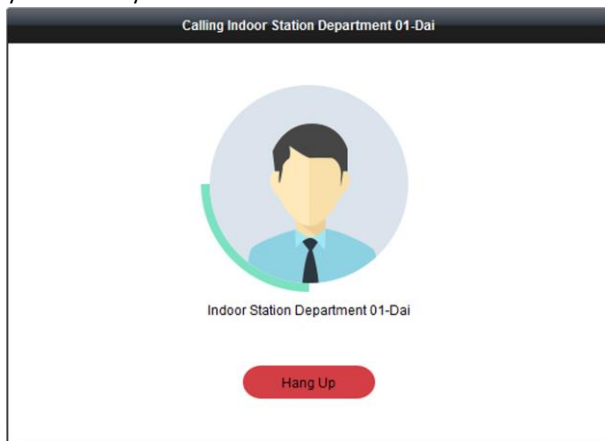 Calling Indoor Station Department 01-Dai
Indoor Station Department 01-Dai
Hang Up